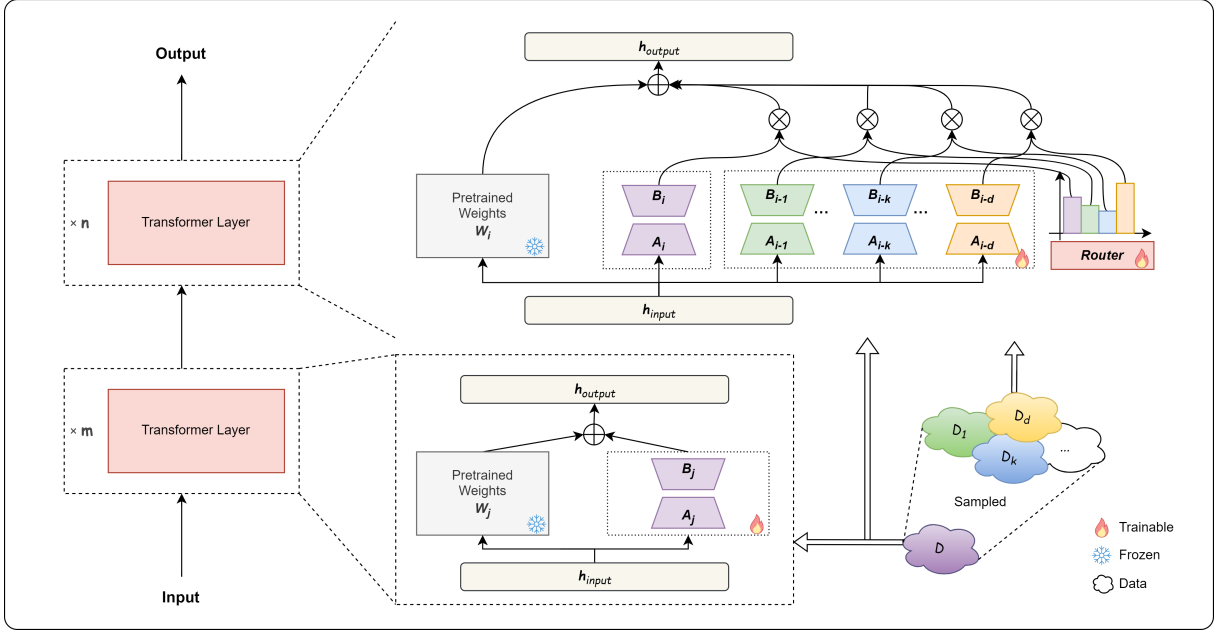 Output
× n
Transformer Layer
× m
Transformer Layer
Input
h_output
Pretrained
Weights
W_i
B_i
A_i
B_i-1
A_i-1
...
B_i-k
A_i-k
...
B_i-d
A_i-d
Router
h_input
h_output
Pretrained
Weights
W_j
B_j
A_j
h_input
D_1
D_d
D_k
...
Sampled
D
Trainable
Frozen
Data